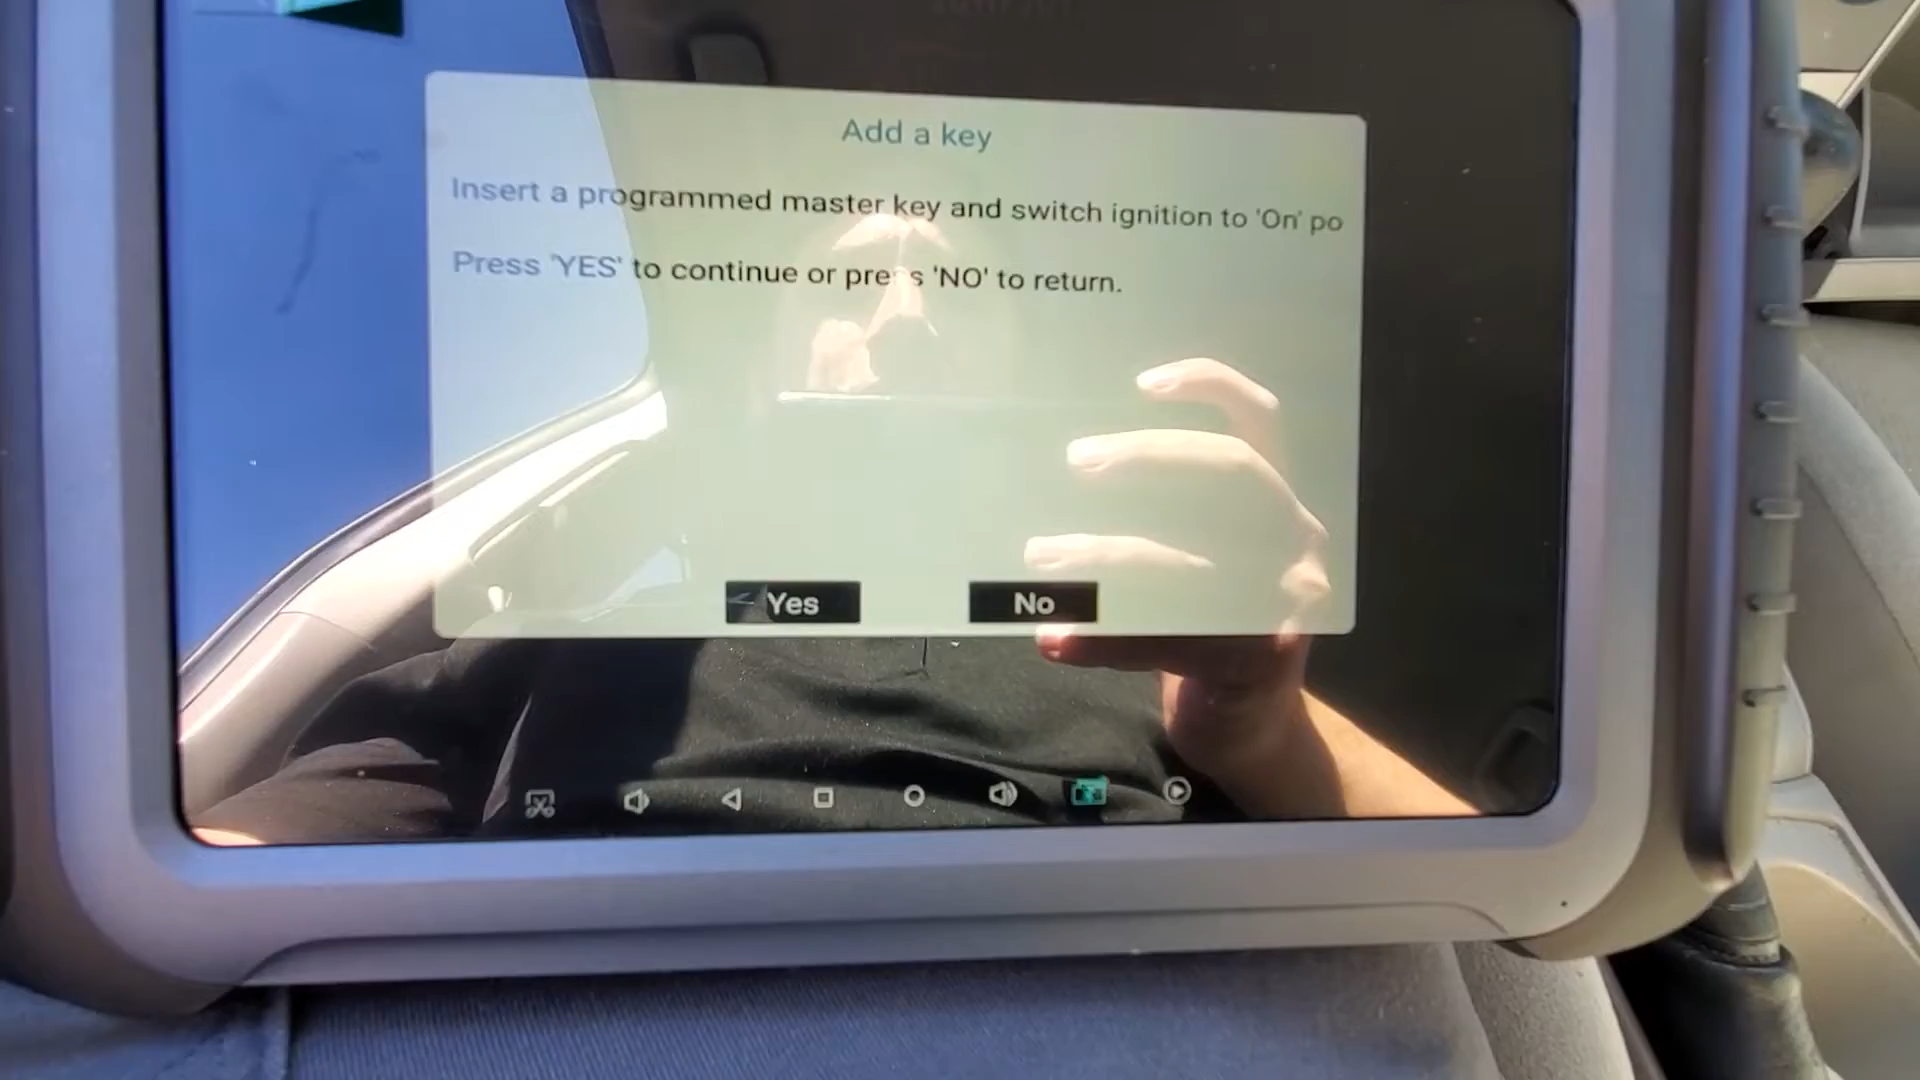 Add a key
Insert a programmed master key and switch ignition to 'On' po
Press 'YES' to continue or press 'NO' to return.
Yes
No